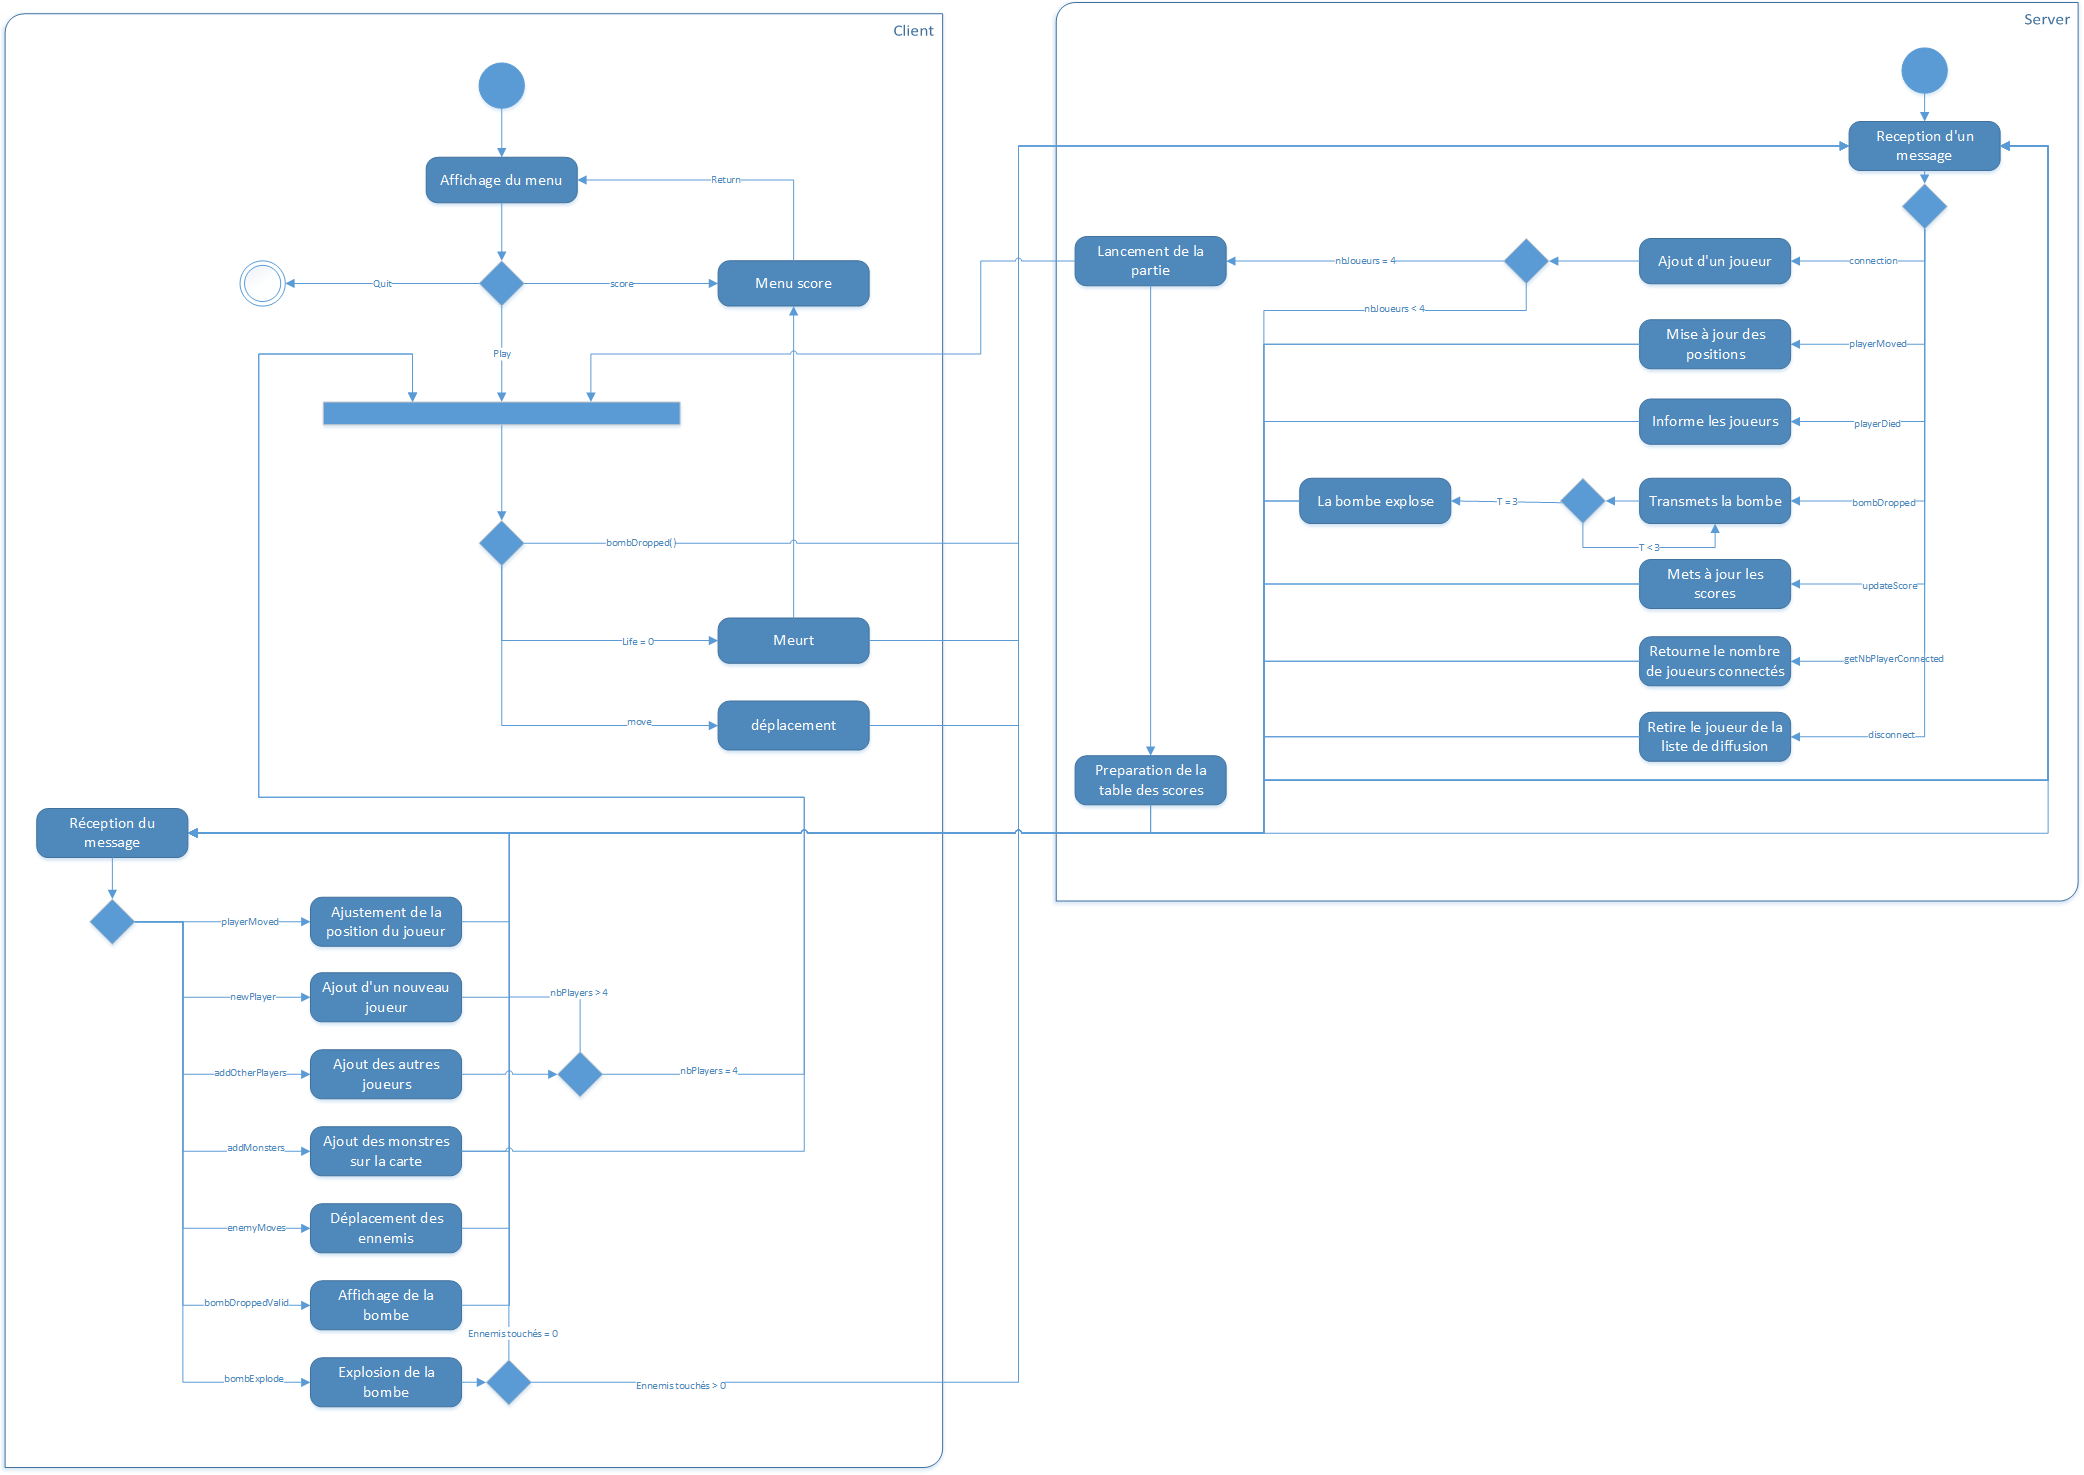 Client
Affichage du menu
Return
Quit
score
Menu score
Play
bombDropped()
Life = 0
Meurt
move
déplacement
Réception du
message
playerMoved
Ajustement de la
position du joueur
newPlayer
Ajout d'un nouveau
joueur
nbPlayers > 4
addOtherPlayers
Ajout des autres
joueurs
nbPlayers = 4
addMonsters
Ajout des monstres
sur la carte
enemyMoves
Déplacement des
ennemis
bombDroppedValid
Affichage de la
bombe
Ennemis touchés = 0
bombExplode
Explosion de la
bombe
Ennemis touchés > 0
Server
Reception d'un
message
Lancement de la
partie
nbJoueurs = 4
Ajout d'un joueur
connection
nbJoueurs < 4
Mise à jour des
positions
playerMoved
Informe les joueurs
playerDied
La bombe explose
T = 3
Transmets la bombe
bombDropped
T < 3
Mets à jour les
scores
updateScore
Retourne le nombre
de joueurs connectés
getNbPlayerConnected
Retire le joueur de la
liste de diffusion
disconnect
Preparation de la
table des scores